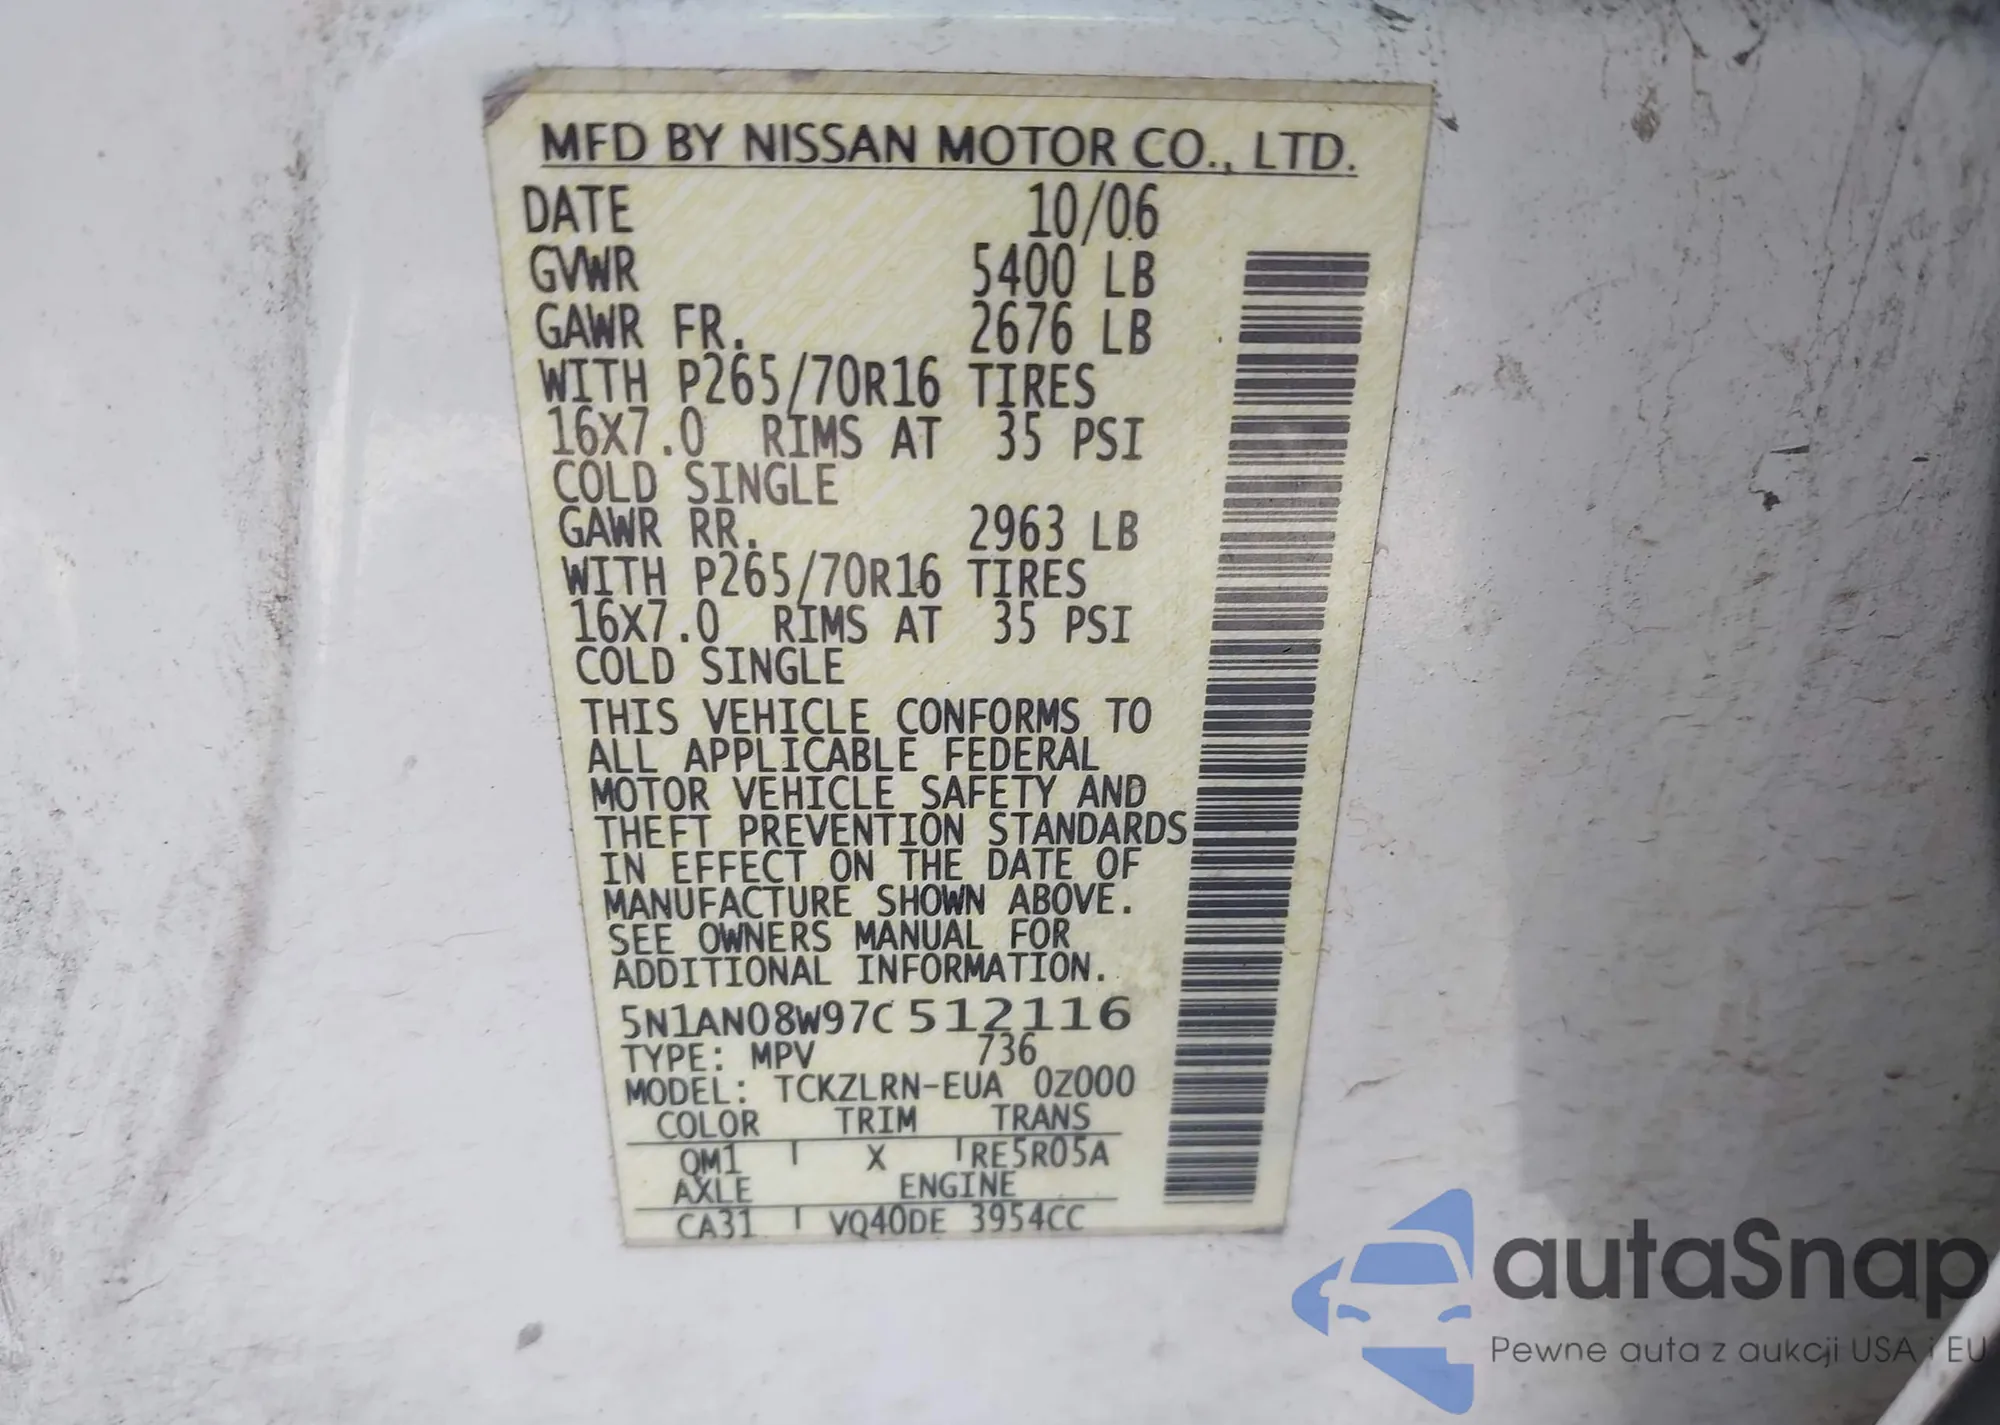 MFD BY NISSAN MOTOR CO., LTD.
DATE 10/06
GVWR 5400 LB
GAWR FR. 2676 LB
WITH P265/70R16 TIRES
16X7.0 RIMS AT 35 PSI
COLD SINGLE
GAWR RR. 2963 LB
WITH P265/70R16 TIRES
16X7.0 RIMS AT 35 PSI
COLD SINGLE
THIS VEHICLE CONFORMS TO
ALL APPLICABLE FEDERAL
MOTOR VEHICLE SAFETY AND
THEFT PREVENTION STANDARDS
IN EFFECT ON THE DATE OF
MANUFACTURE SHOWN ABOVE.
SEE OWNERS MANUAL FOR
ADDITIONAL INFORMATION.
5N1AN08W97C512116
TYPE: MPV 736
MODEL: TCKZLRN-EUA 0Z000
COLOR TRIM TRANS
QM1 X RE5R05A
AXLE ENGINE
CA31 VQ40DE 3954CC
autaSnap
Pewne auta z aukcji USA i EU